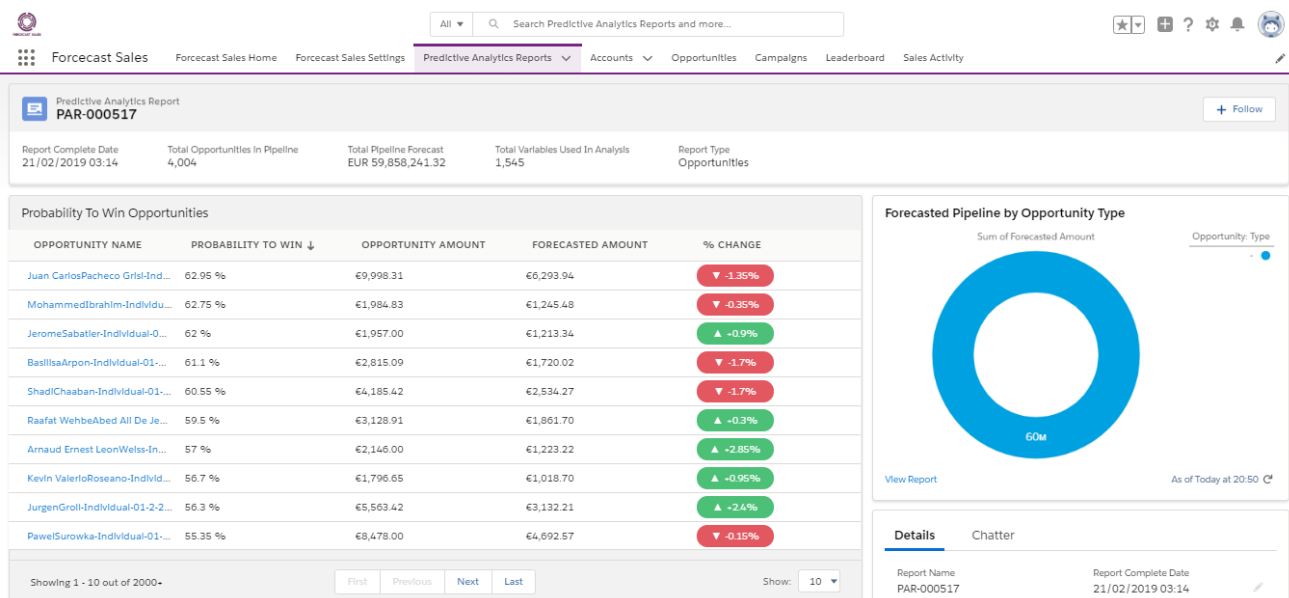 FORCECAST SALES
All
Search Predictive Analytics Reports and more...
Forcecast Sales
Forcecast Sales Home
Forcecast Sales Settings
Predictive Analytics Reports
Accounts
Opportunities
Campaigns
Leaderboard
Sales Activity
Predictive Analytics Report
PAR-000517
+ Follow
Report Complete Date
21/02/2019 03:14
Total Opportunities In Pipeline
4,004
Total Pipeline Forecast
EUR 59,858,241.32
Total Variables Used In Analysis
1,545
Report Type
Opportunities
Probability To Win Opportunities
OPPORTUNITY NAME PROBABILITY TO WIN ↓ OPPORTUNITY AMOUNT FORECASTED AMOUNT % CHANGE
Juan CarlosPacheco Grisi-Ind... 62.95 % €9,998.31 €6,293.94 ▼ -1.35%
MohammedIbrahim-Individu... 62.75 % €1,984.83 €1,245.48 ▼ -0.35%
JeromeSabatier-Individual-0... 62 % €1,957.00 €1,213.34 ▲ +0.9%
BasilisaArpon-Individual-01-... 61.1 % €2,815.09 €1,720.02 ▼ -1.7%
ShadiChaaban-Individual-01-... 60.55 % €4,185.42 €2,534.27 ▼ -1.7%
Raafat WehbeAbed All De Je... 59.5 % €3,128.91 €1,861.70 ▲ +0.3%
Arnaud Ernest LeonWeiss-In... 57 % €2,146.00 €1,223.22 ▲ +2.85%
Kevin ValerioRoseano-Individ... 56.7 % €1,796.65 €1,018.70 ▲ +0.95%
JurgenGroll-Individual-01-2-2... 56.3 % €5,563.42 €3,132.21 ▲ +2.4%
PawelSurowka-Individual-01-... 55.35 % €8,478.00 €4,692.57 ▼ -0.15%
Showing 1 - 10 out of 2000+
First
Previous
Next
Last
Show: 10
Forecasted Pipeline by Opportunity Type
Sum of Forecasted Amount
Opportunity: Type
-
60M
View Report
As of Today at 20:50
Details
Chatter
Report Name
PAR-000517
Report Complete Date
21/02/2019 03:14